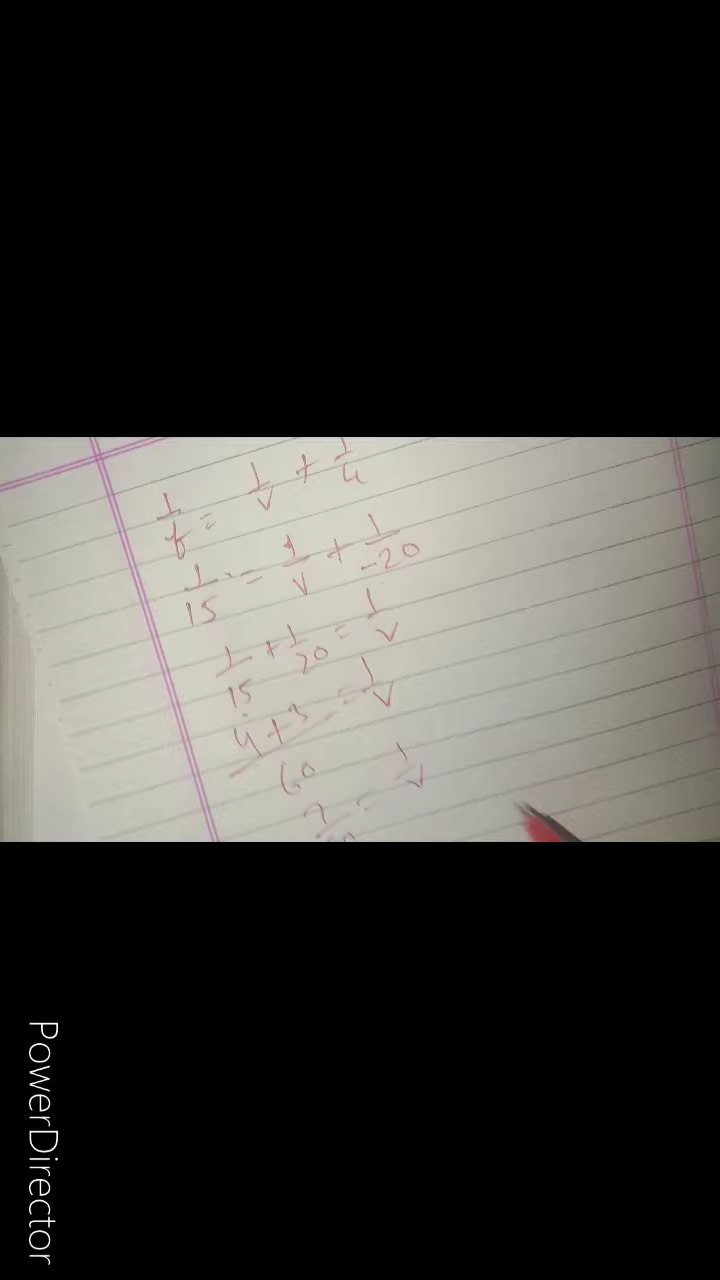 1/f = 1/v + 1/u
1/15 = 1/v + 1/-20
1/15 + 1/20 = 1/v
4+3/60 = 1/v
7/60 = 1/v
PowerDirector